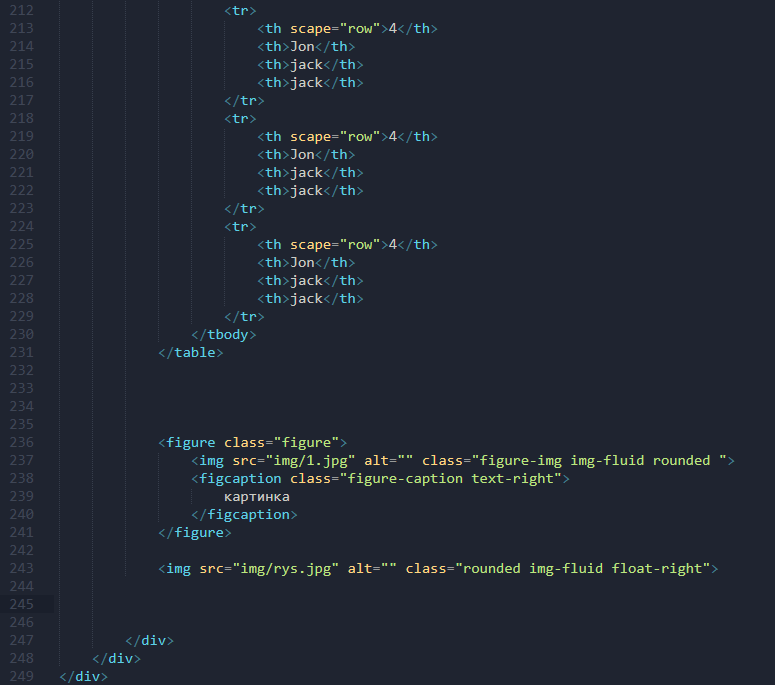 212 <tr>
213 <th scape="row">4</th>
214 <th>Jon</th>
215 <th>jack</th>
216 <th>jack</th>
217 </tr>
218 <tr>
219 <th scape="row">4</th>
220 <th>Jon</th>
221 <th>jack</th>
222 <th>jack</th>
223 </tr>
224 <tr>
225 <th scape="row">4</th>
226 <th>Jon</th>
227 <th>jack</th>
228 <th>jack</th>
229 </tr>
230 </tbody>
231 </table>
232
233
234
235
236 <figure class="figure">
237 <img src="img/1.jpg" alt="" class="figure-img img-fluid rounded ">
238 <figcaption class="figure-caption text-right">
239 картинка
240 </figcaption>
241 </figure>
242
243 <img src="img/rys.jpg" alt="" class="rounded img-fluid float-right">
244
245
246
247 </div>
248 </div>
249 </div>